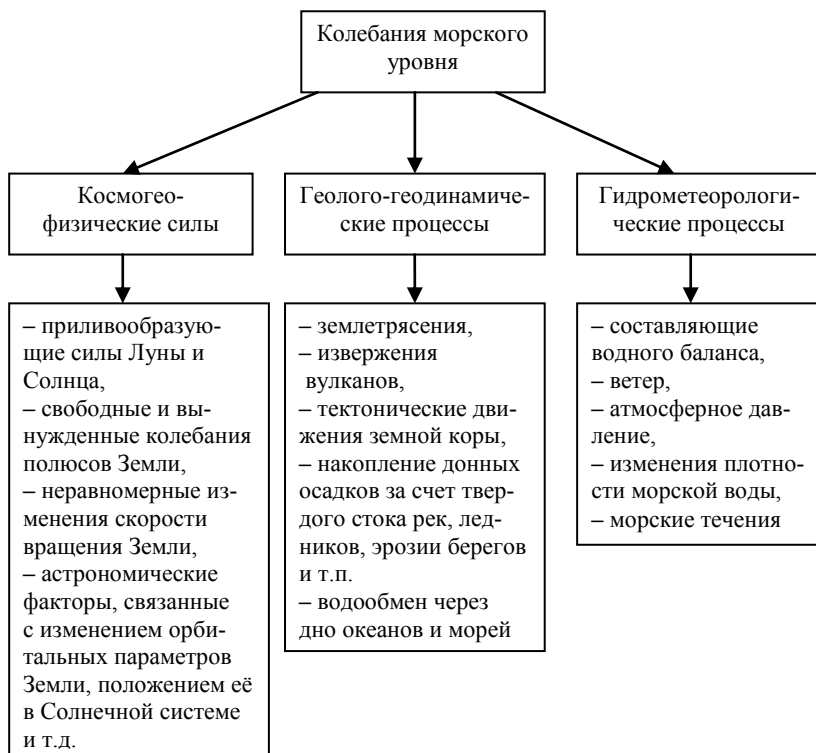 Колебания морского
уровня
Космогео-
физические силы
Геолого-геодинамиче-
ские процессы
Гидрометеорологи-
ческие процессы
– приливообразую-
щие силы Луны и
Солнца,
– свободные и вы-
нужденные колебания
полюсов Земли,
– неравномерные из-
менения скорости
вращения Земли,
– астрономические
факторы, связанные
с изменением орби-
тальных параметров
Земли, положением её
в Солнечной системе
и т.д.
– землетрясения,
– извержения
вулканов,
– тектонические дви-
жения земной коры,
– накопление донных
осадков за счет твер-
дого стока рек, лед-
ников, эрозии берегов
и т.п.
– водообмен через
дно океанов и морей
– составляющие
водного баланса,
– ветер,
– атмосферное дав-
ление,
– изменения плотно-
сти морской воды,
– морские течения